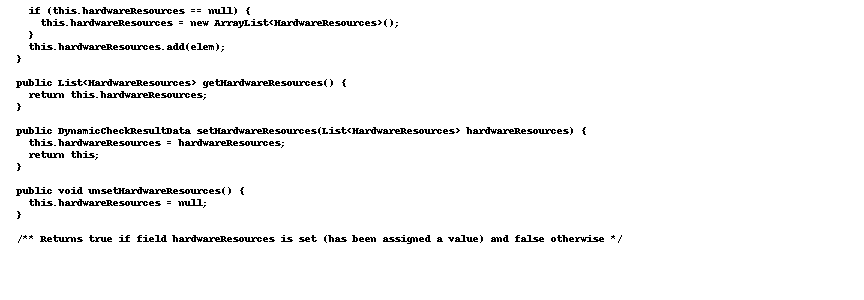 if (this.hardwareResources == null) {
this.hardwareResources = new ArrayList<HardwareResources>();
}
this.hardwareResources.add(elem);
}
public List<HardwareResources> getHardwareResources() {
return this.hardwareResources;
}
public DynamicCheckResultData setHardwareResources(List<HardwareResources> hardwareResources) {
this.hardwareResources = hardwareResources;
return this;
}
public void unsetHardwareResources() {
this.hardwareResources = null;
}
/** Returns true if field hardwareResources is set (has been assigned a value) and false otherwise */